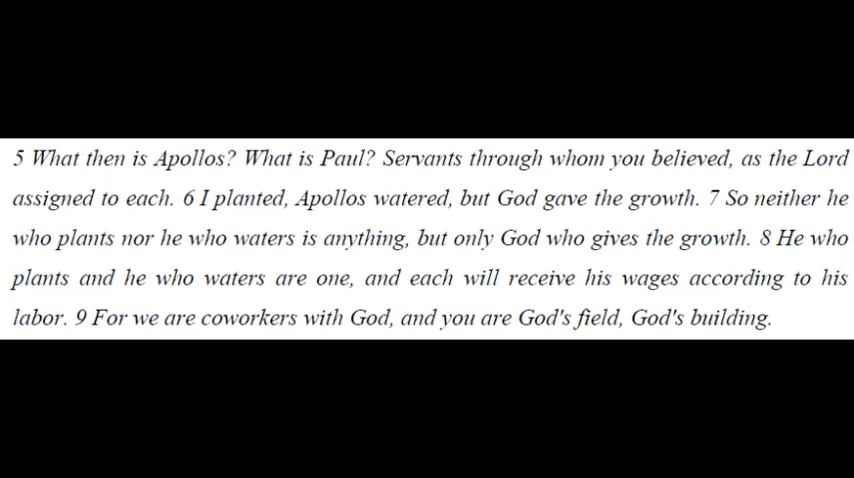 5 What then is Apollos? What is Paul? Servants through whom you believed, as the Lord
assigned to each. 6 I planted, Apollos watered, but God gave the growth. 7 So neither he
who plants nor he who waters is anything, but only God who gives the growth. 8 He who
plants and he who waters are one, and each will receive his wages according to his
labor. 9 For we are coworkers with God, and you are God's field, God's building.